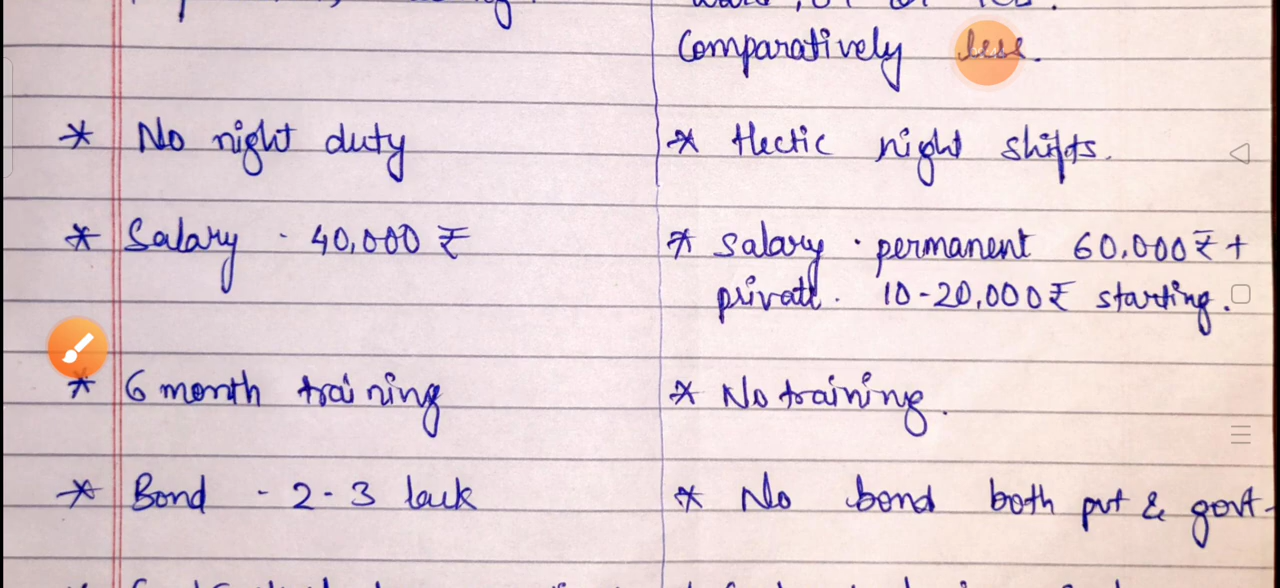 Comparatively less.
* No night duty
* Hectic night shifts.
* Salary - 40,000 ₹
* salary . permanent 60,000 ₹ +
private. 10-20,000 ₹ starting.
* 6 month training
* No training.
* Bond - 2-3 lack
* No bond both pvt & govt-